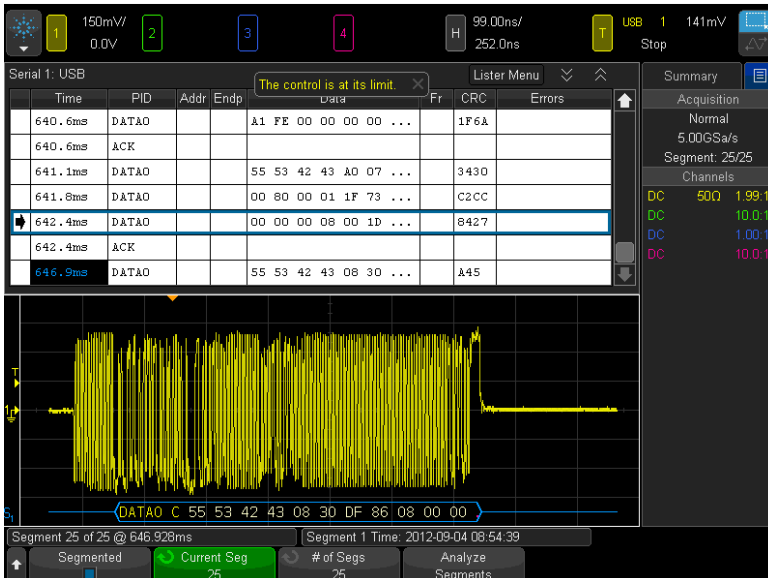 150mV/
99.00ns/
USB 1 141mV
1
2
3
4
H
T
0.0V
252.0ns
Stop
Serial 1: USB
The control is at its limit.
Lister Menu
Summary
Time PID Addr Endp Data Fr CRC Errors
Acquisition
640.6ms DATA0 A1 FE 00 00 00 00 ... 1F6A
Normal
5.00GSa/s
640.6ms ACK
Segment: 25/25
641.1ms DATA0 55 53 42 43 A0 07 ... 3430
Channels
641.8ms DATA0 00 80 00 01 1F 73 ... C2CC
DC 50Ω 1.99:1
DC 10.0:1
642.4ms DATA0 00 00 00 08 00 1D ... 8427
DC 1.00:1
642.4ms ACK
DC 10.0:1
646.9ms DATA0 55 53 42 43 08 30 ... A45
T
1
S1
DATA0 C 55 53 42 43 08 30 DF 86 08 00 00
Segment 25 of 25 @ 646.928ms
Segment 1 Time: 2012-09-04 08:54:39
Segmented
Current Seg
25
# of Segs
25
Analyze
Segments